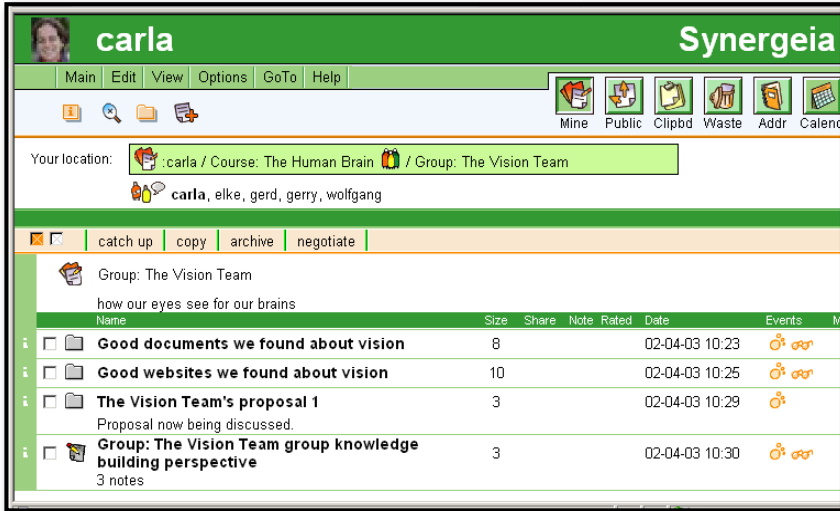 carla Synergeia
Main Edit View Options GoTo Help
Mine Public Clipbd Waste Addr Calend
Your location: :carla / Course: The Human Brain / Group: The Vision Team
carla, elke, gerd, gerry, wolfgang
catch up copy archive negotiate
Group: The Vision Team
how our eyes see for our brains
Name Size Share Note Rated Date Events M
Good documents we found about vision 8 02-04-03 10:23
Good websites we found about vision 10 02-04-03 10:25
The Vision Team's proposal 1 3 02-04-03 10:29
Proposal now being discussed.
Group: The Vision Team group knowledge
building perspective 3 02-04-03 10:30
3 notes